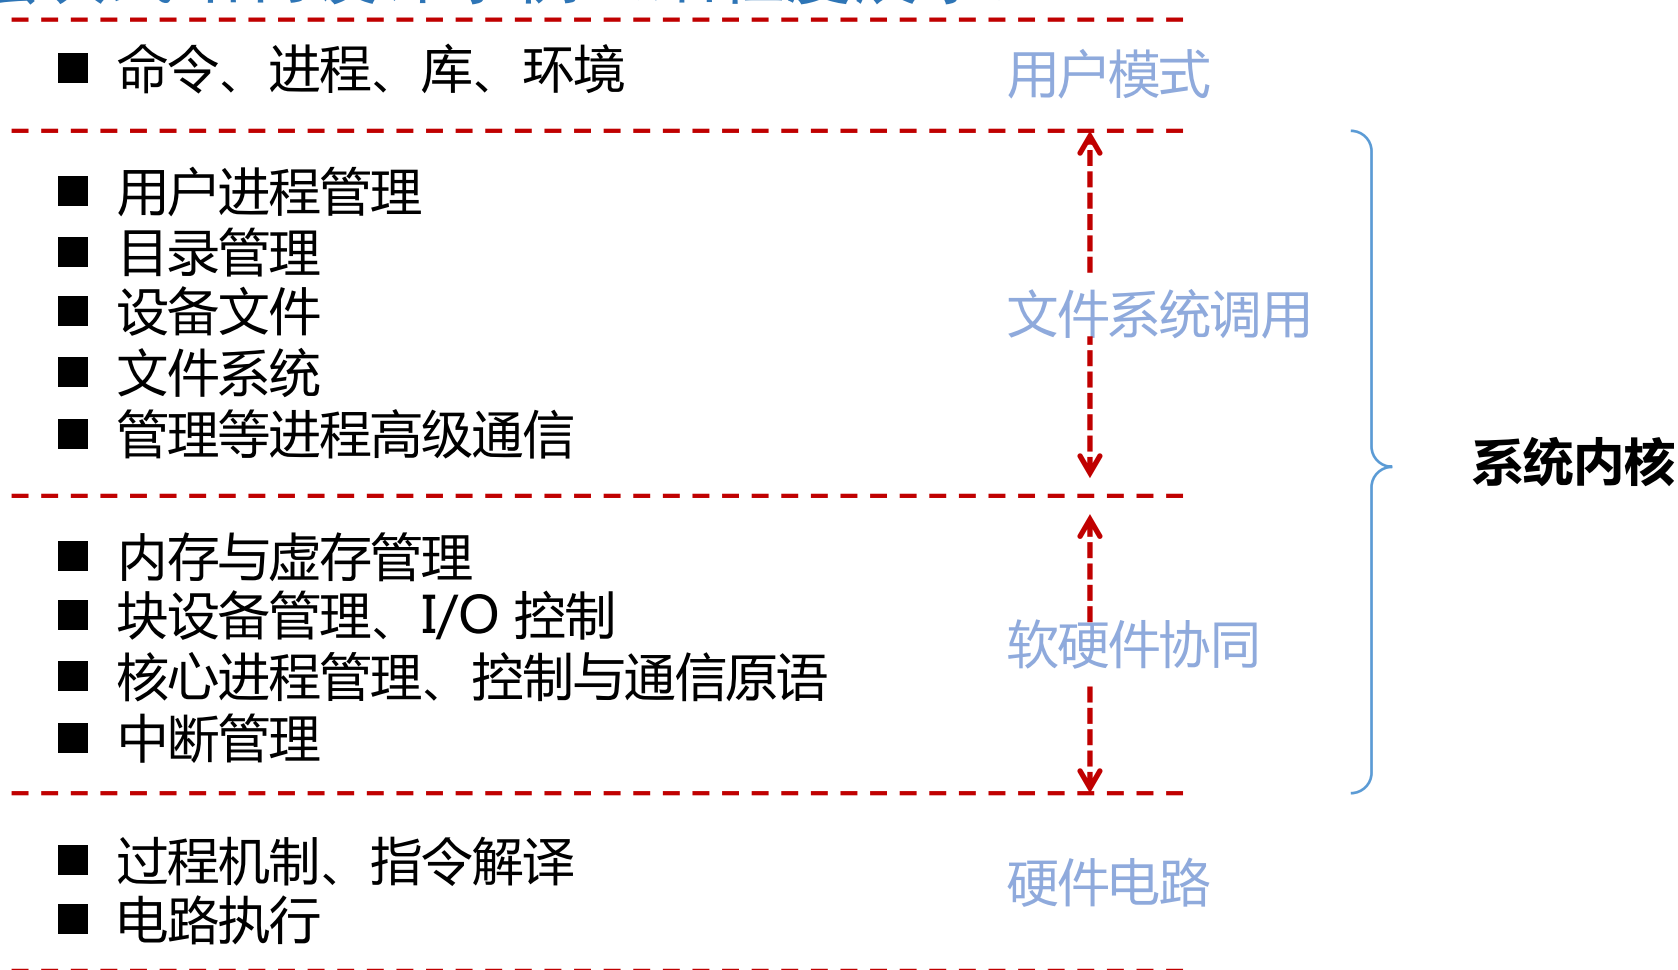 命令、进程、库、环境
用户模式
用户进程管理
目录管理
设备文件
文件系统
管理等进程高级通信
文件系统调用
系统内核
内存与虚存管理
块设备管理、I/O 控制
核心进程管理、控制与通信原语
中断管理
软硬件协同
过程机制、指令解译
电路执行
硬件电路